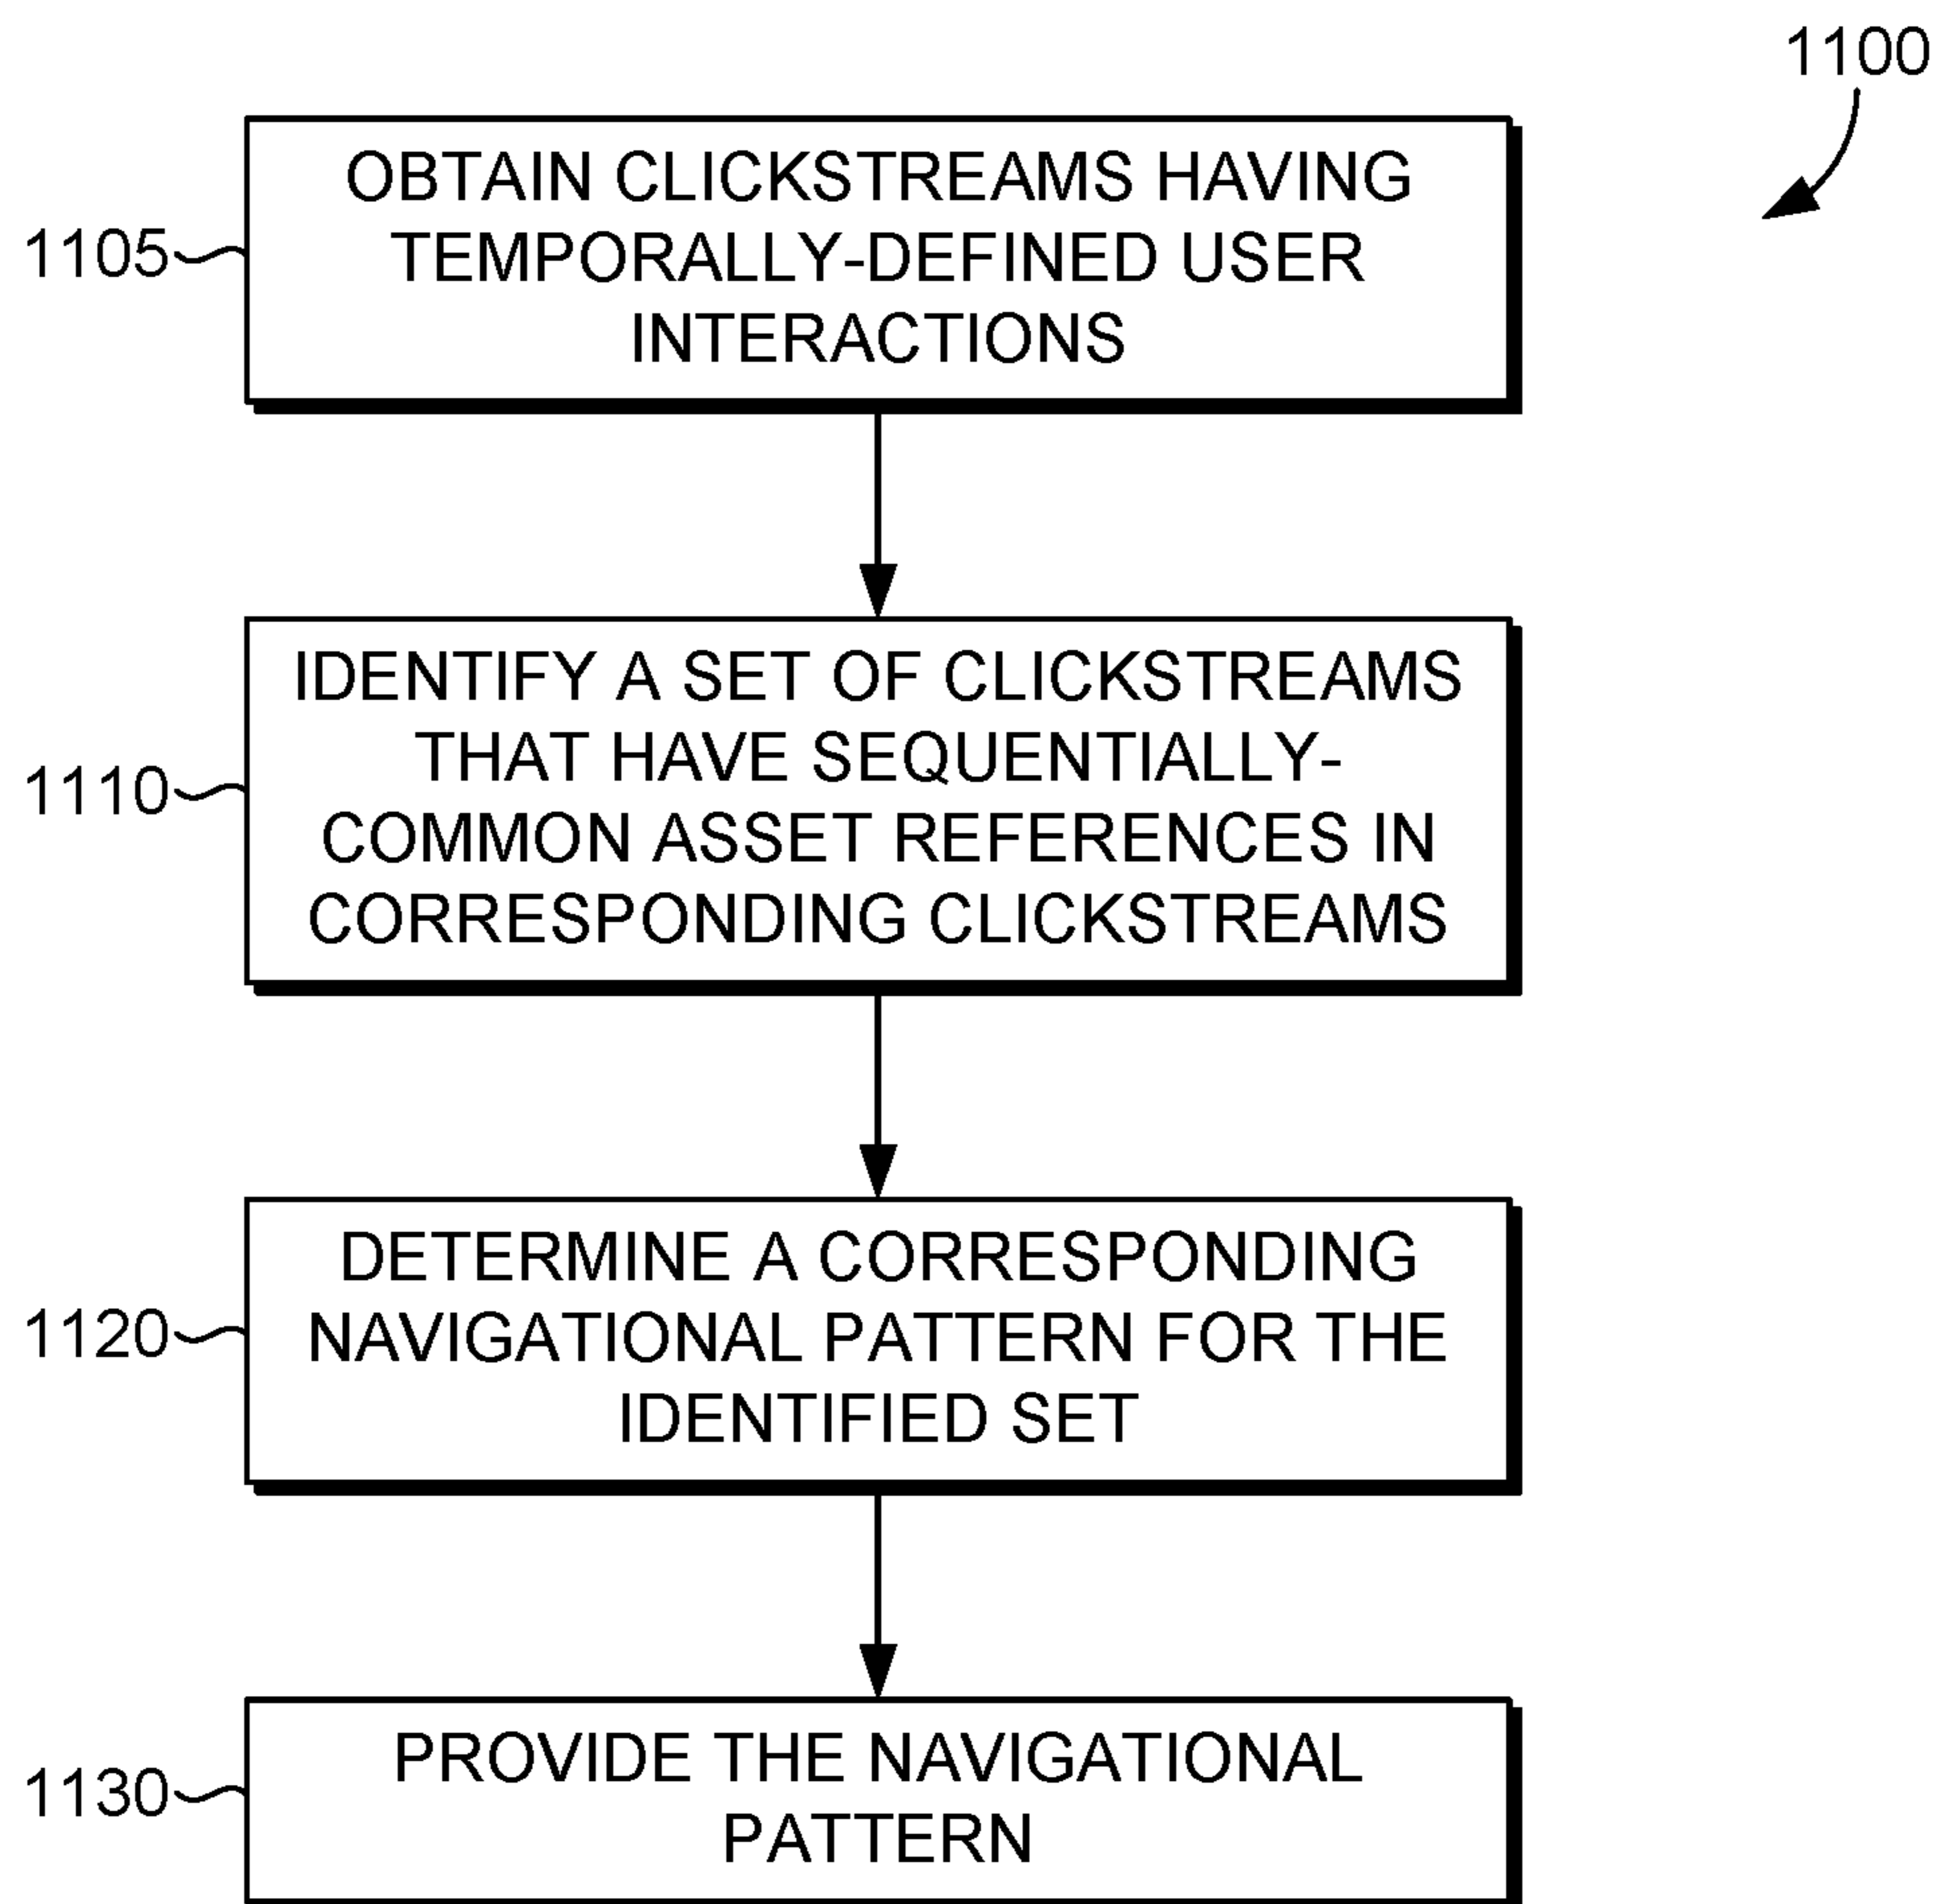 1100
OBTAIN CLICKSTREAMS HAVING
TEMPORALLY-DEFINED USER
INTERACTIONS
1105
IDENTIFY A SET OF CLICKSTREAMS
THAT HAVE SEQUENTIALLY-
COMMON ASSET REFERENCES IN
CORRESPONDING CLICKSTREAMS
1110
DETERMINE A CORRESPONDING
NAVIGATIONAL PATTERN FOR THE
IDENTIFIED SET
1120
PROVIDE THE NAVIGATIONAL
PATTERN
1130